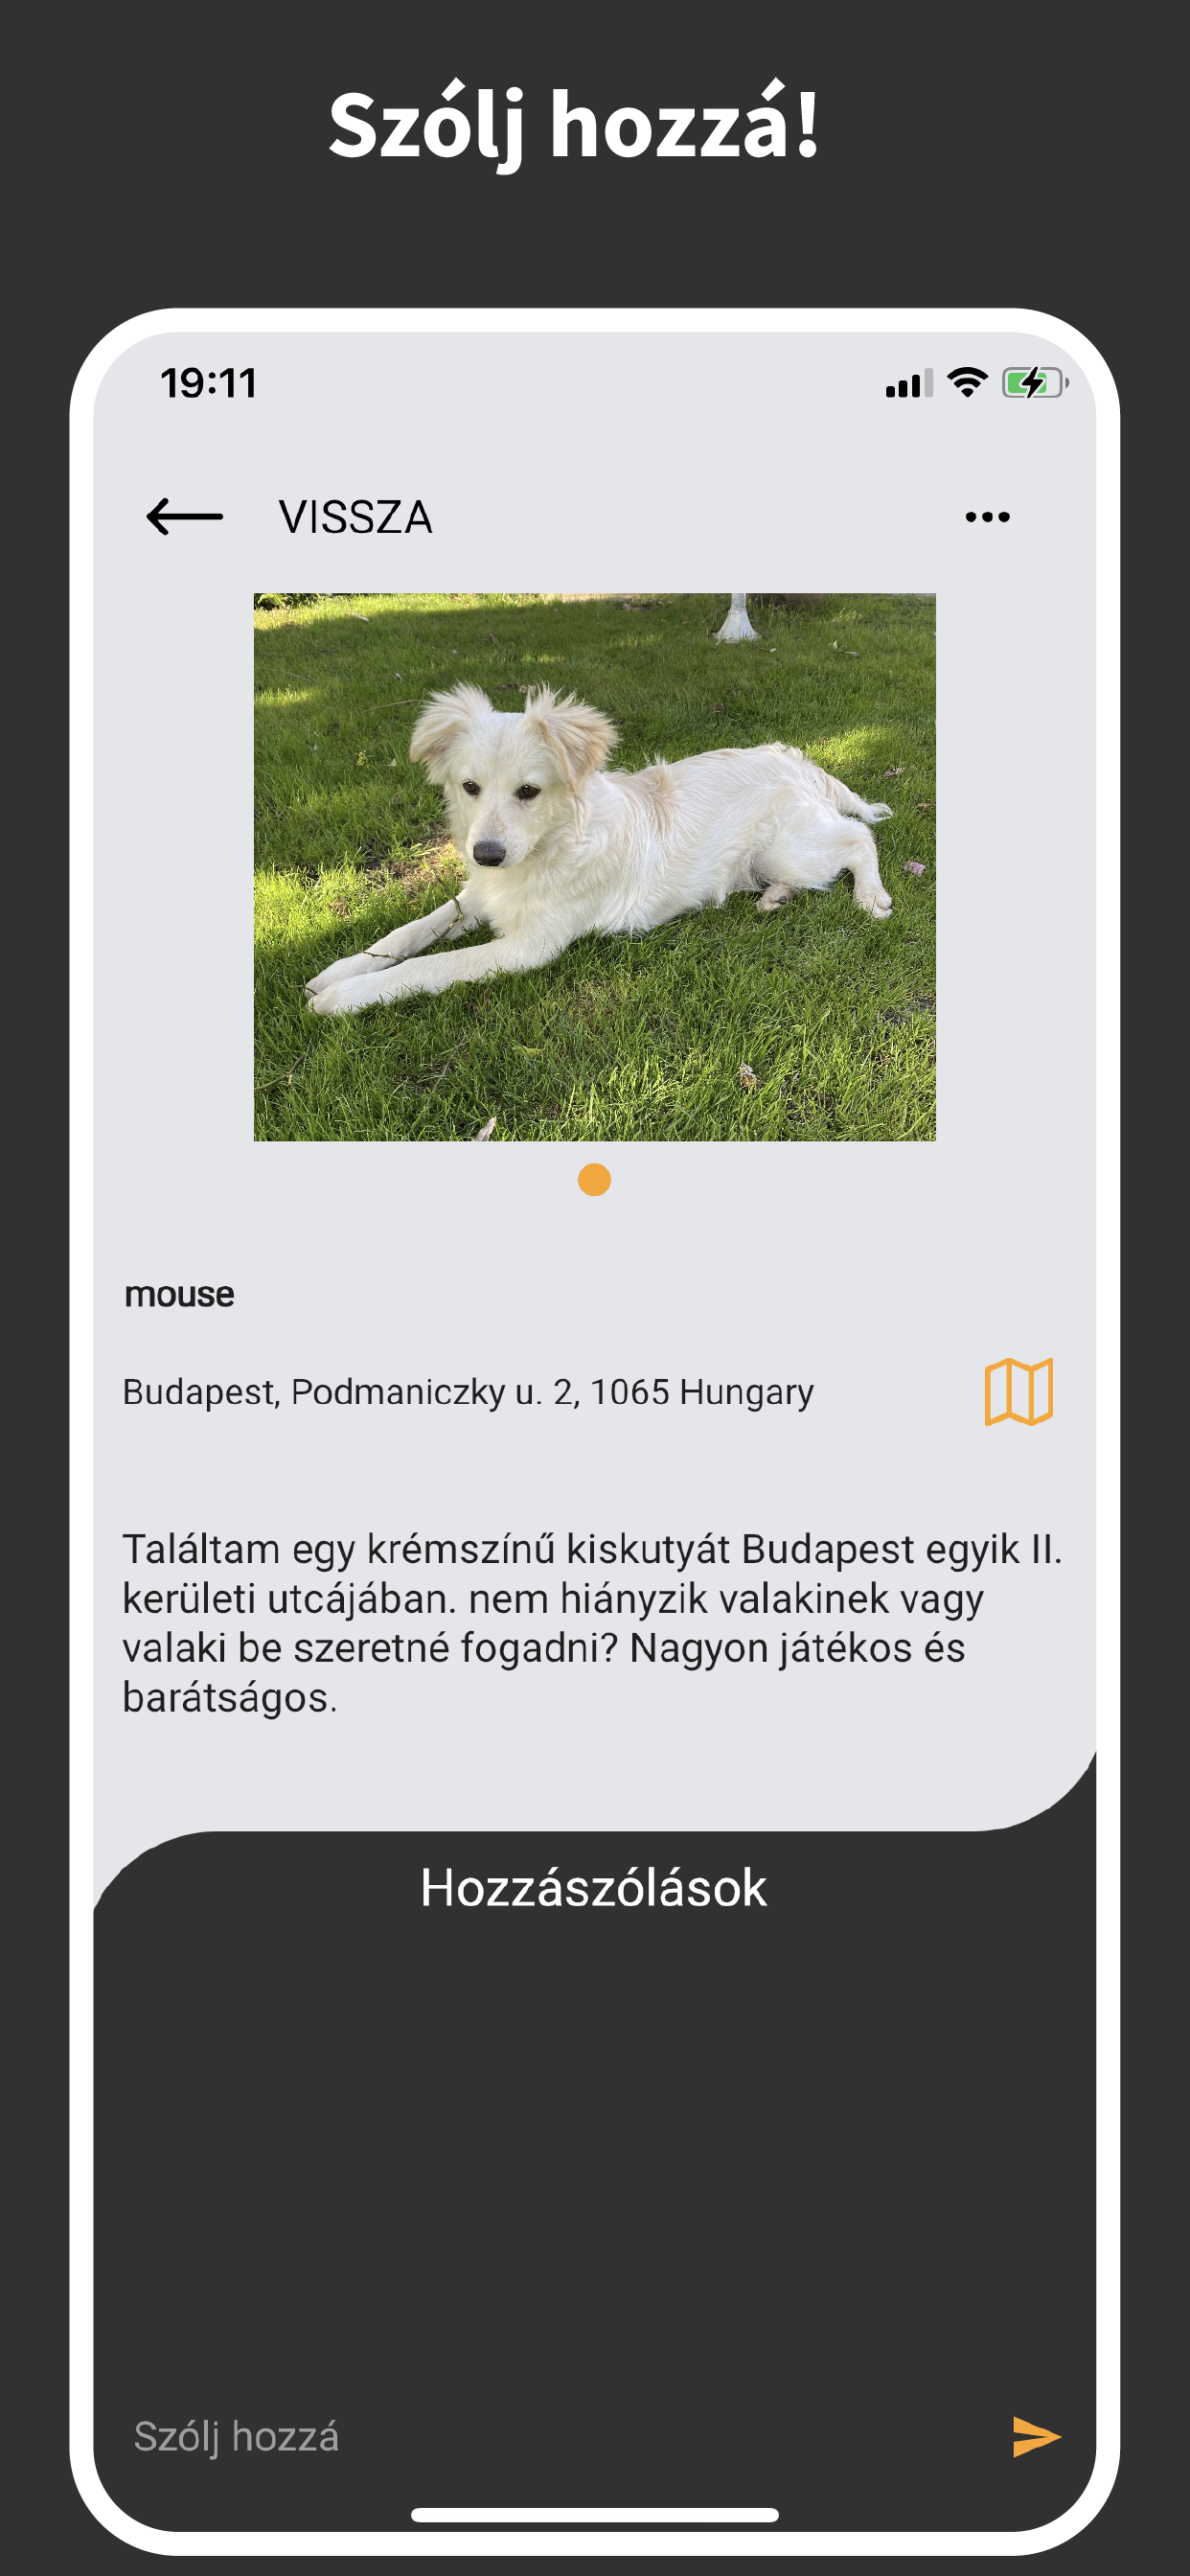 Szólj hozzá!
19:11
VISSZA
mouse
Budapest, Podmaniczky u. 2, 1065 Hungary
Találtam egy krémszínű kiskutyát Budapest egyik II.
kerületi utcájában. nem hiányzik valakinek vagy
valaki be szeretné fogadni? Nagyon játékos és
barátságos.
Hozzászólások
Szólj hozzá